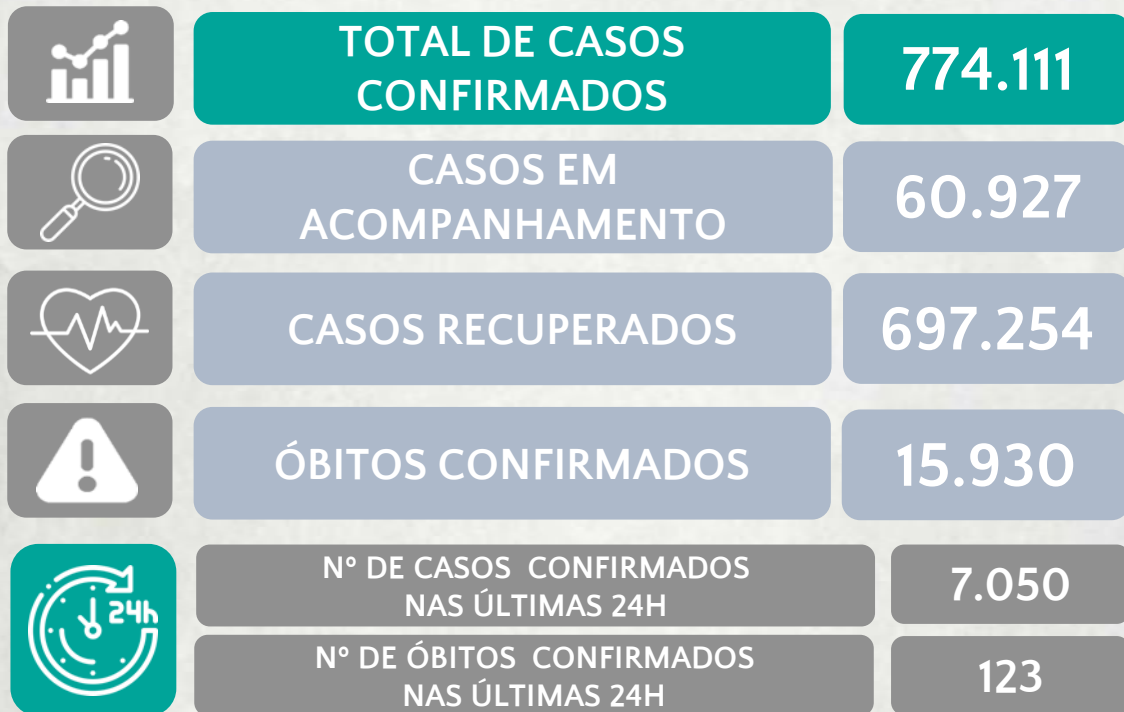 TOTAL DE CASOS
CONFIRMADOS
774.111
CASOS EM
ACOMPANHAMENTO
60.927
CASOS RECUPERADOS
697.254
ÓBITOS CONFIRMADOS
15.930
24h
Nº DE CASOS CONFIRMADOS
NAS ÚLTIMAS 24H
7.050
Nº DE ÓBITOS CONFIRMADOS
NAS ÚLTIMAS 24H
123